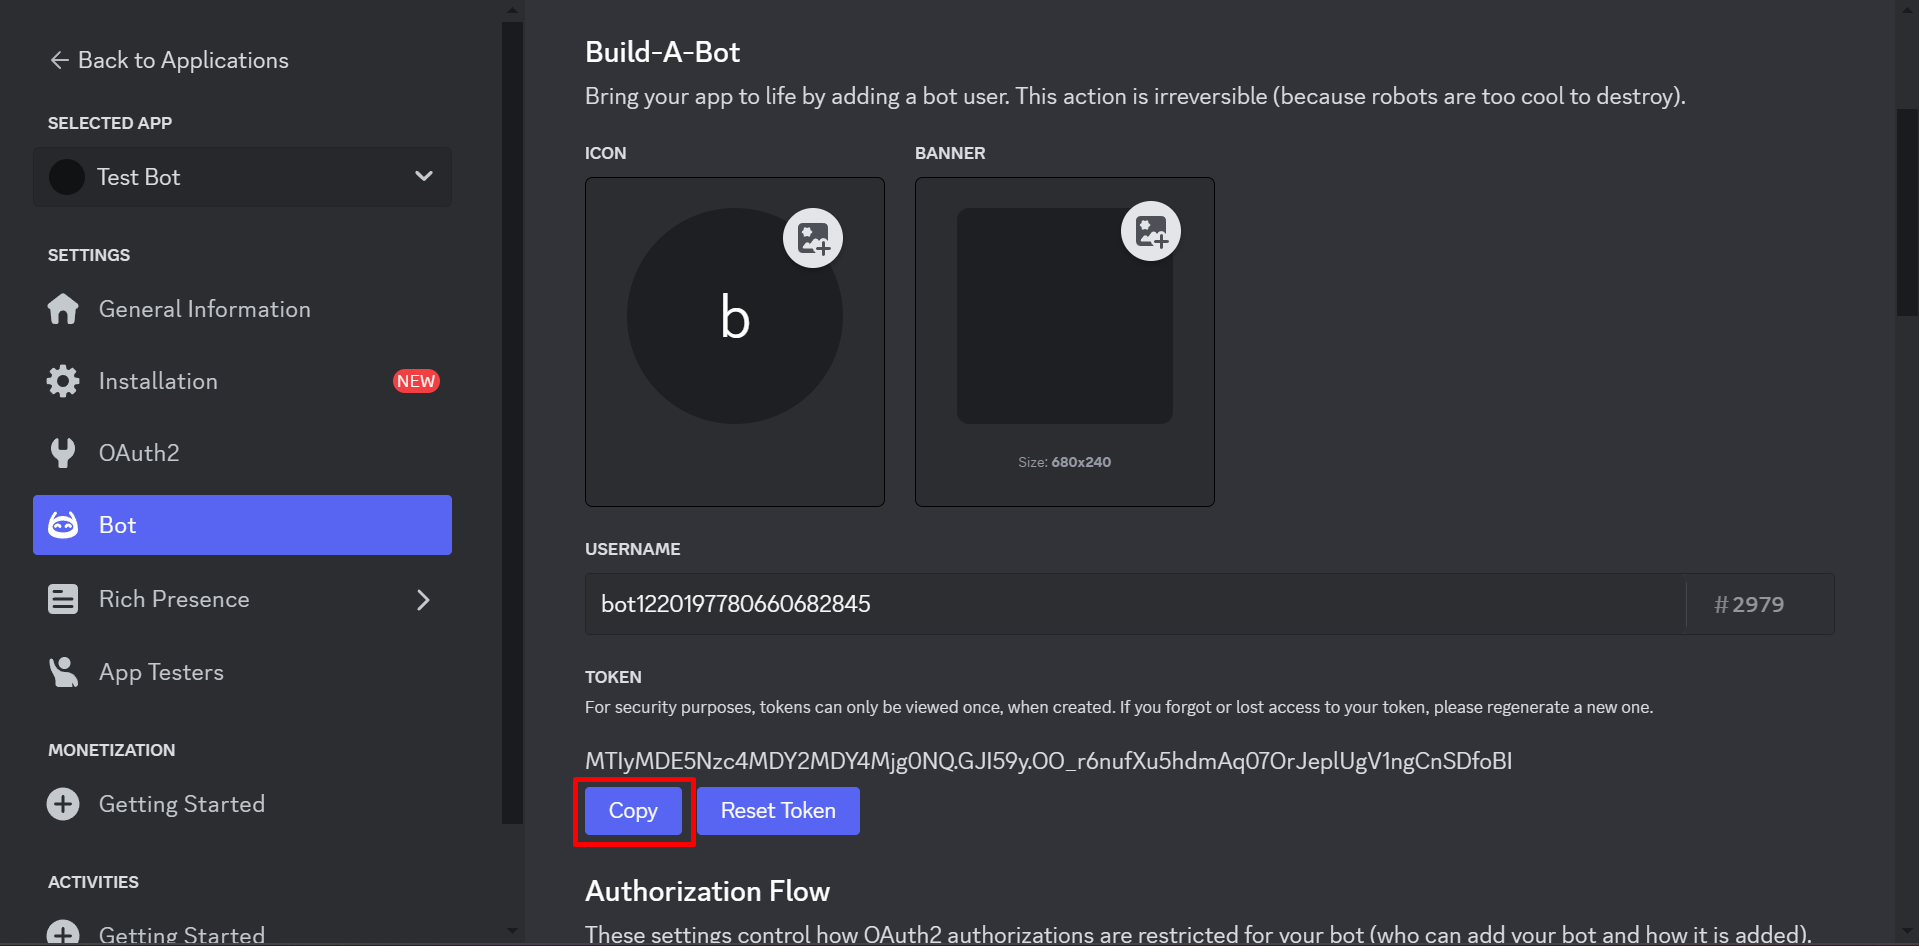 Back to Applications
SELECTED APP
Test Bot
SETTINGS
General Information
Installation
NEW
OAuth2
Bot
Rich Presence
App Testers
MONETIZATION
Getting Started
ACTIVITIES
Getting Started
Build-A-Bot
Bring your app to life by adding a bot user. This action is irreversible (because robots are too cool to destroy).
ICON
BANNER
b
Size: 680x240
USERNAME
bot1220197780660682845
#2979
TOKEN
For security purposes, tokens can only be viewed once, when created. If you forgot or lost access to your token, please regenerate a new one.
MTIyMDE5Nzc4MDY2MDY4Mjg0NQ.GJI59y.OO_r6nufXu5hdmAq07OrJeplUgV1ngCnSDfoBI
Copy
Reset Token
Authorization Flow
These settings control how OAuth2 authorizations are restricted for your bot (who can add your bot and how it is added).